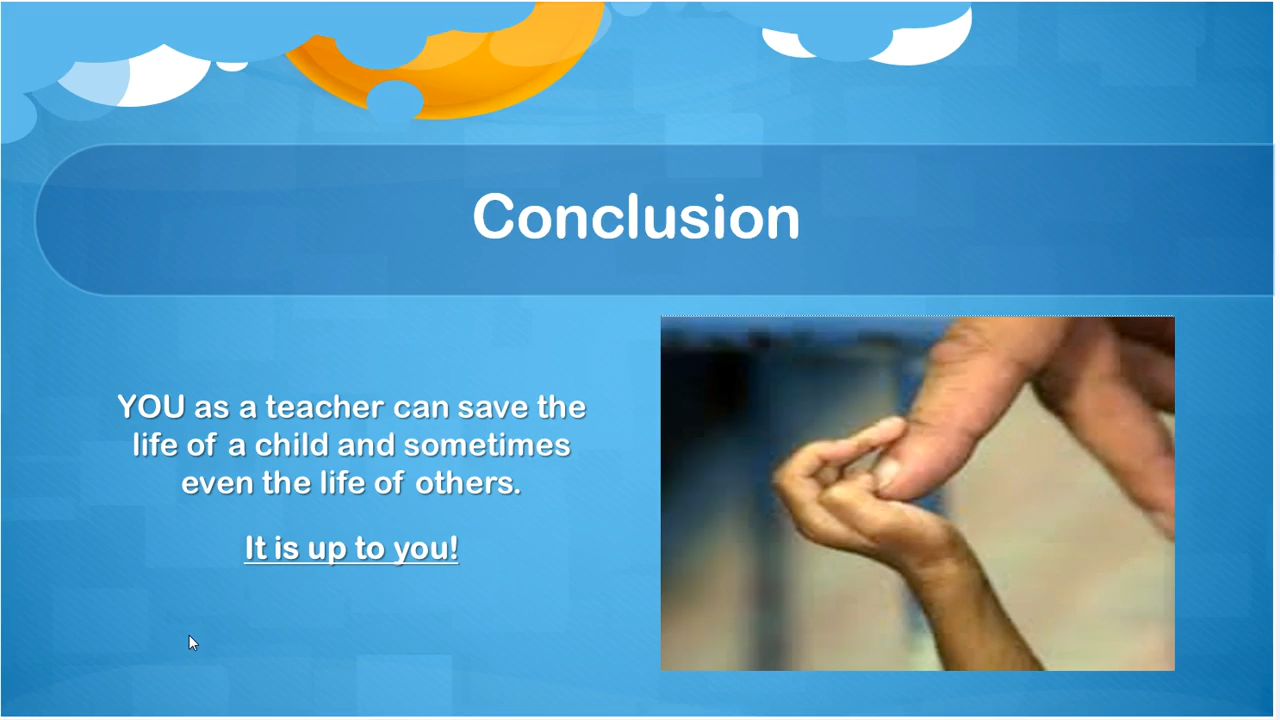 Conclusion
YOU as a teacher can save the
life of a child and sometimes
even the life of others.
It is up to you!